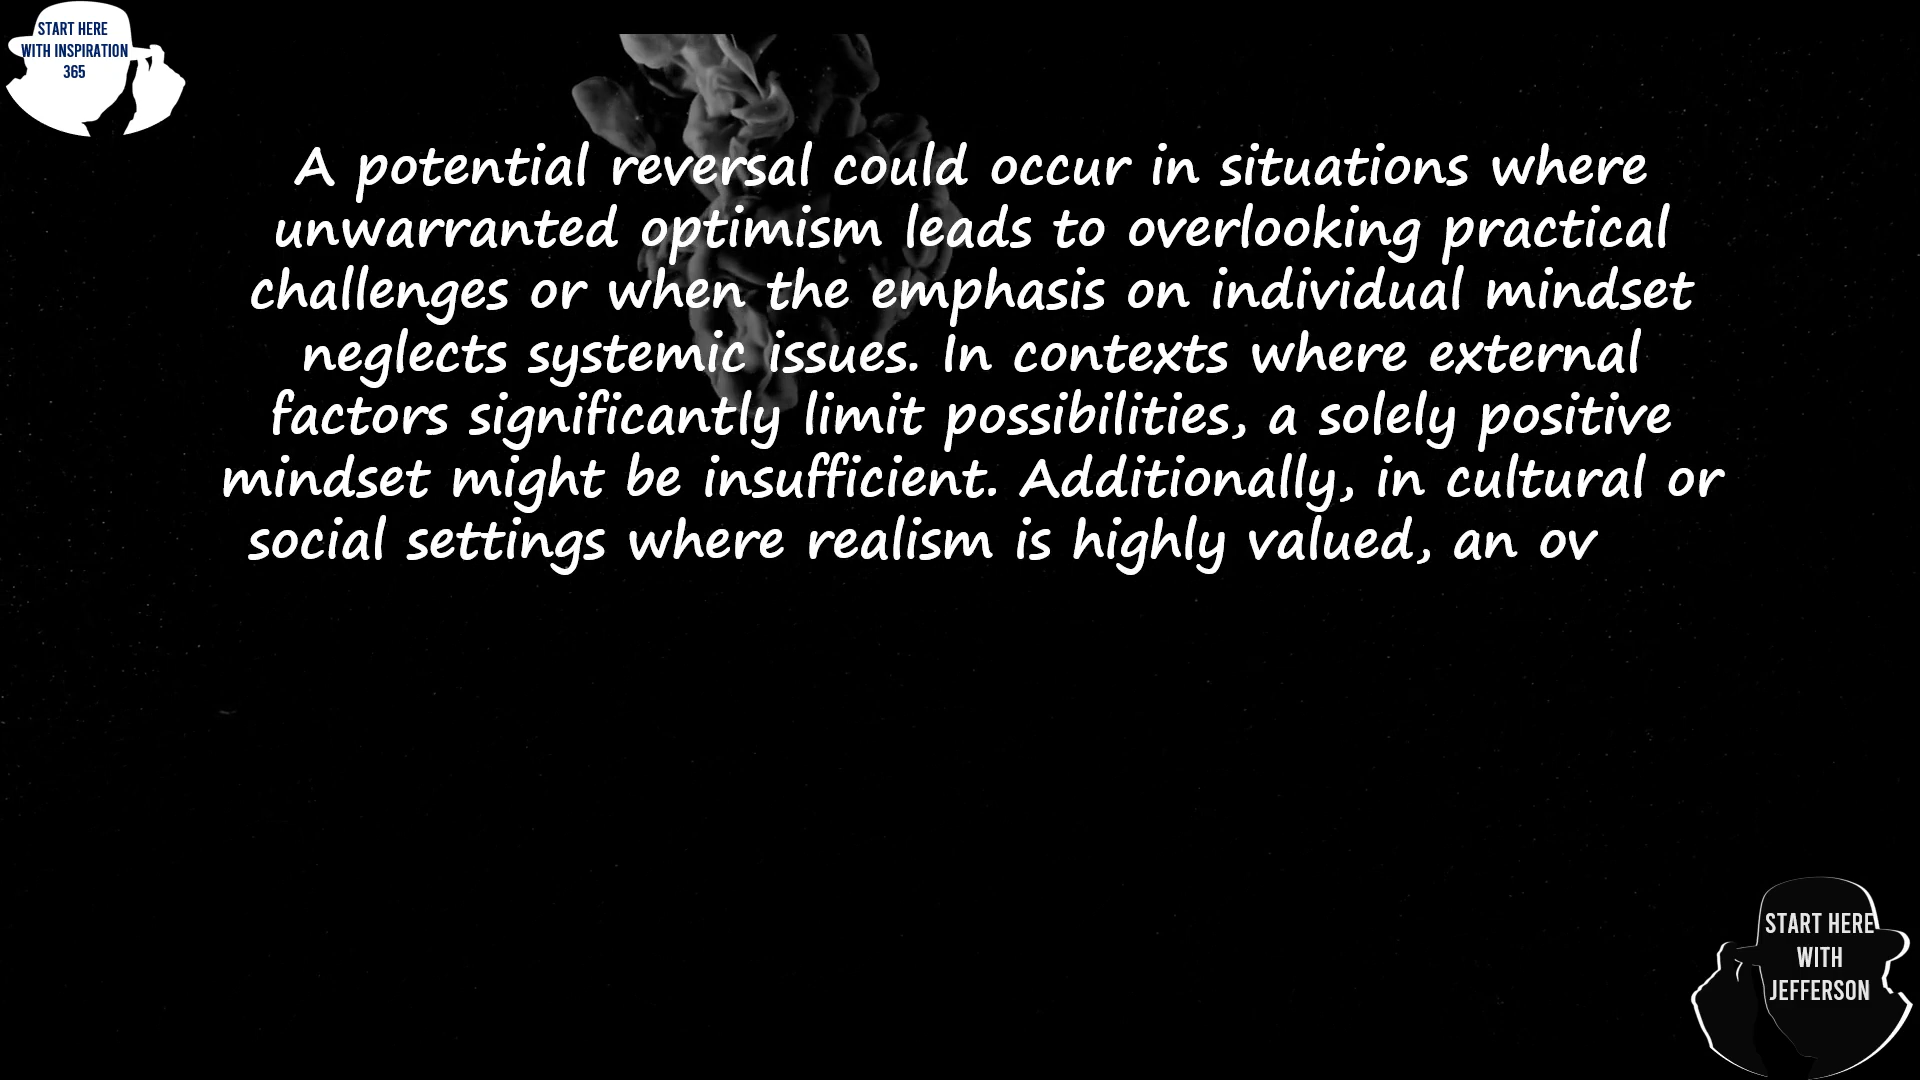 START HERE
WITH INSPIRATION
365
A potential reversal could occur in situations where
unwarranted optimism leads to overlooking practical
challenges or when the emphasis on individual mindset
neglects systemic issues. In contexts where external
factors significantly limit possibilities, a solely positive
mindset might be insufficient. Additionally, in cultural or
social settings where realism is highly valued, an ov
START HERE
WITH
JEFFERSON